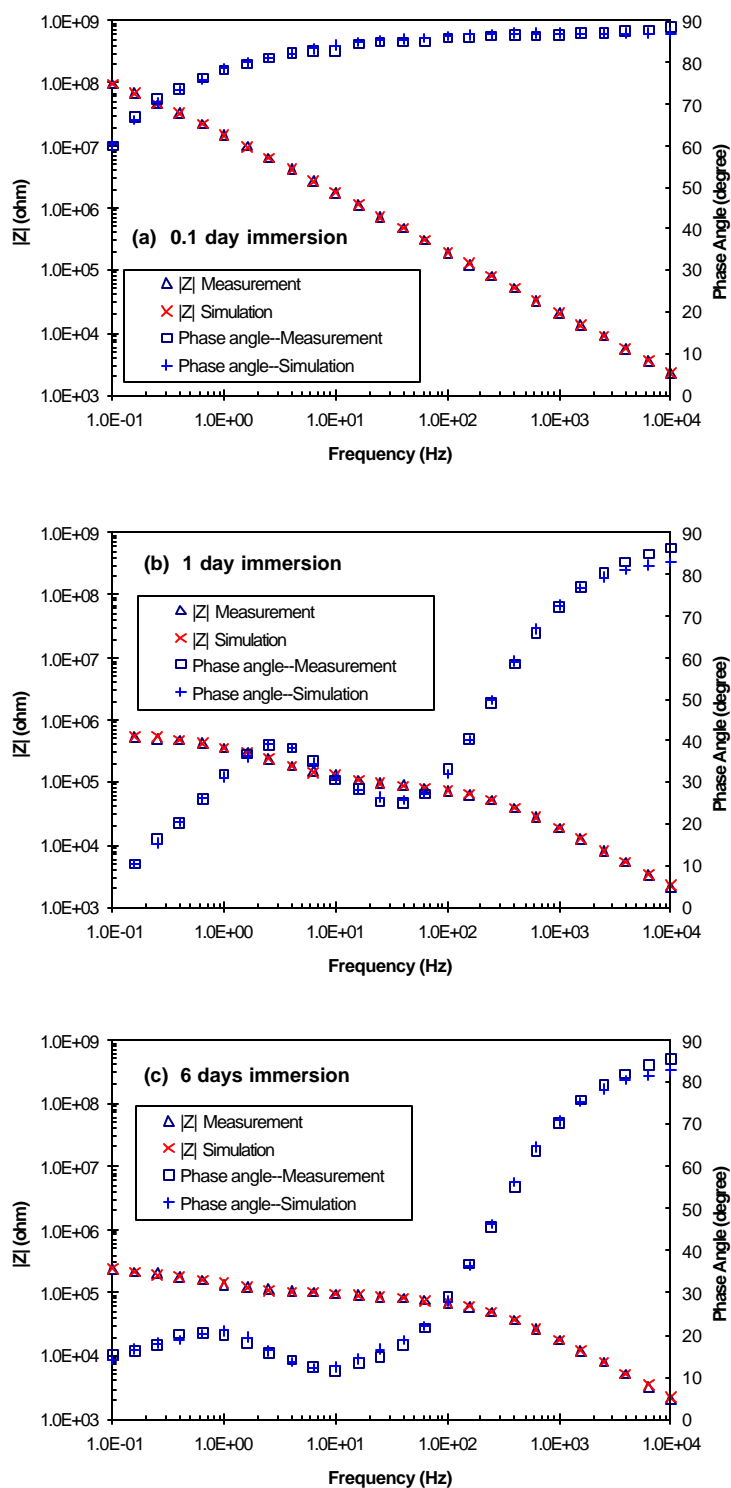 1.0E+09
1.0E+08
1.0E+07
1.0E+06
1.0E+05
1.0E+04
1.0E+03
|Z| (ohm)
(a) 0.1 day immersion
|Z| Measurement
|Z| Simulation
Phase angle--Measurement
Phase angle--Simulation
90
80
70
60
50
40
30
20
10
0
Phase Angle (degree)
1.0E-01 1.0E+00 1.0E+01 1.0E+02 1.0E+03 1.0E+04
Frequency (Hz)
1.0E+09
1.0E+08
1.0E+07
1.0E+06
1.0E+05
1.0E+04
1.0E+03
|Z| (ohm)
(b) 1 day immersion
|Z| Measurement
|Z| Simulation
Phase angle--Measurement
Phase angle--Simulation
90
80
70
60
50
40
30
20
10
0
Phase Angle (degree)
1.0E-01 1.0E+00 1.0E+01 1.0E+02 1.0E+03 1.0E+04
Frequency (Hz)
1.0E+09
1.0E+08
1.0E+07
1.0E+06
1.0E+05
1.0E+04
1.0E+03
|Z| (ohm)
(c) 6 days immersion
|Z| Measurement
|Z| Simulation
Phase angle--Measurement
Phase angle--Simulation
90
80
70
60
50
40
30
20
10
0
Phase Angle (degree)
1.0E-01 1.0E+00 1.0E+01 1.0E+02 1.0E+03 1.0E+04
Frequency (Hz)